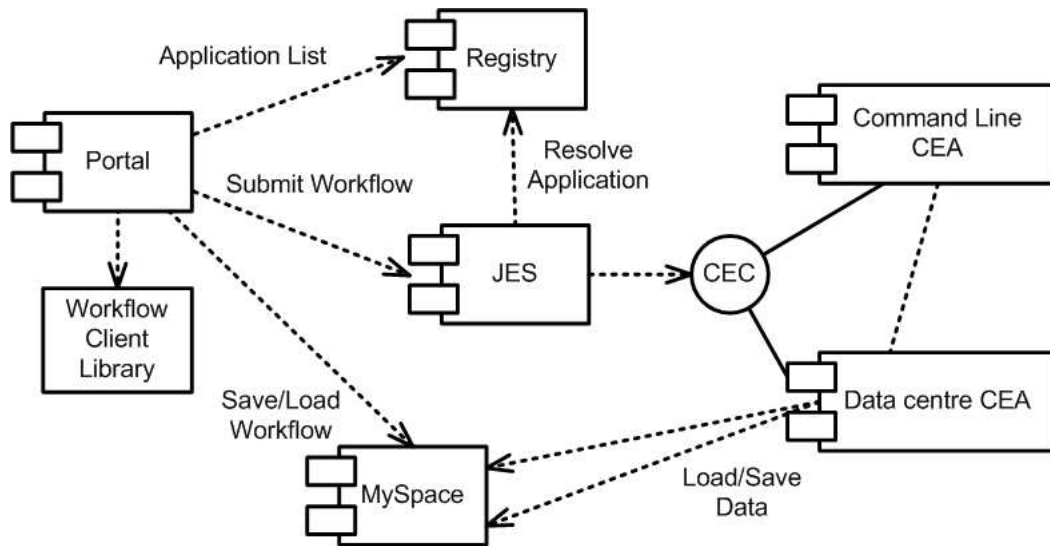 Application List
Registry
Command Line
CEA
Portal
Submit Workflow
Resolve
Application
JES
CEC
Workflow
Client
Library
Save/Load
Workflow
Data centre CEA
MySpace
Load/Save
Data